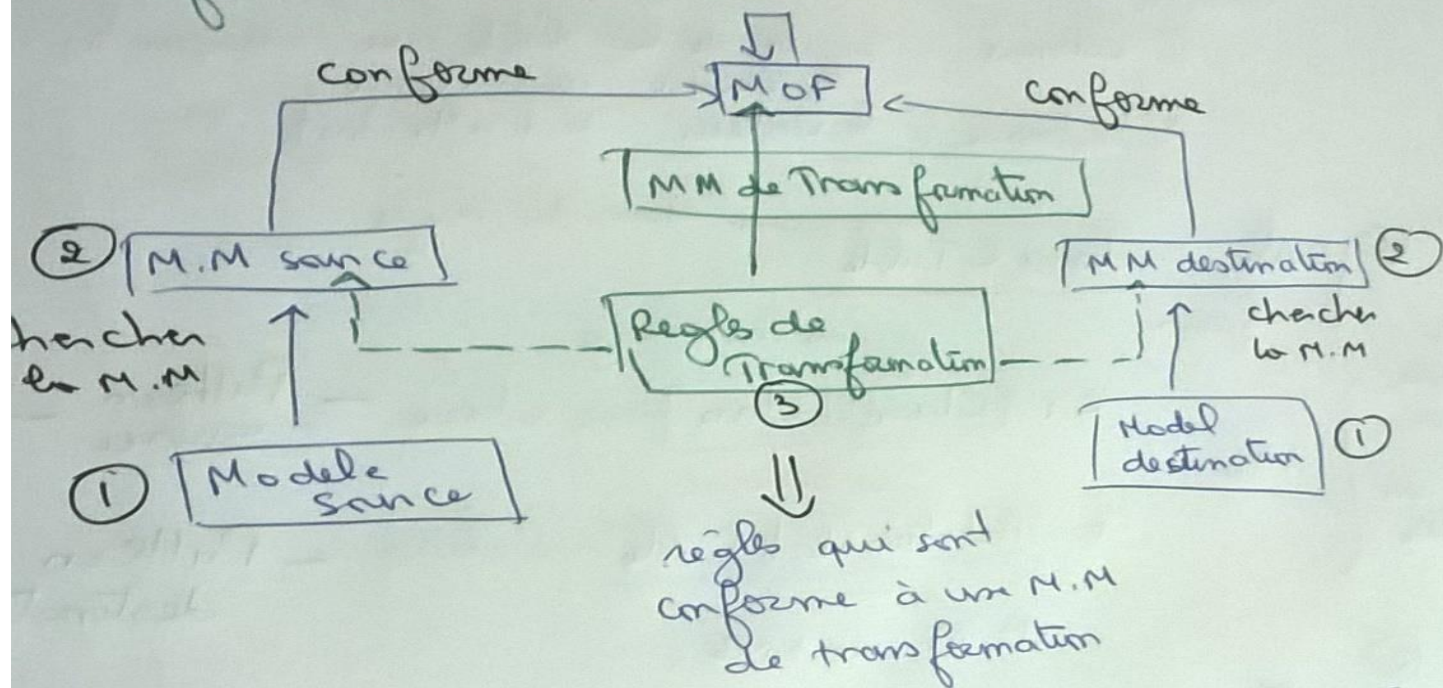 conforme
MOF
conforme
MM de Transformation
2
M.M source
MM destination
2
chercher
le M.M
Regles de
Transformation
3
chercher
M.M
1
Modele
source
Model
destination
1
règles qui sont
conforme à une M.M
de transformation